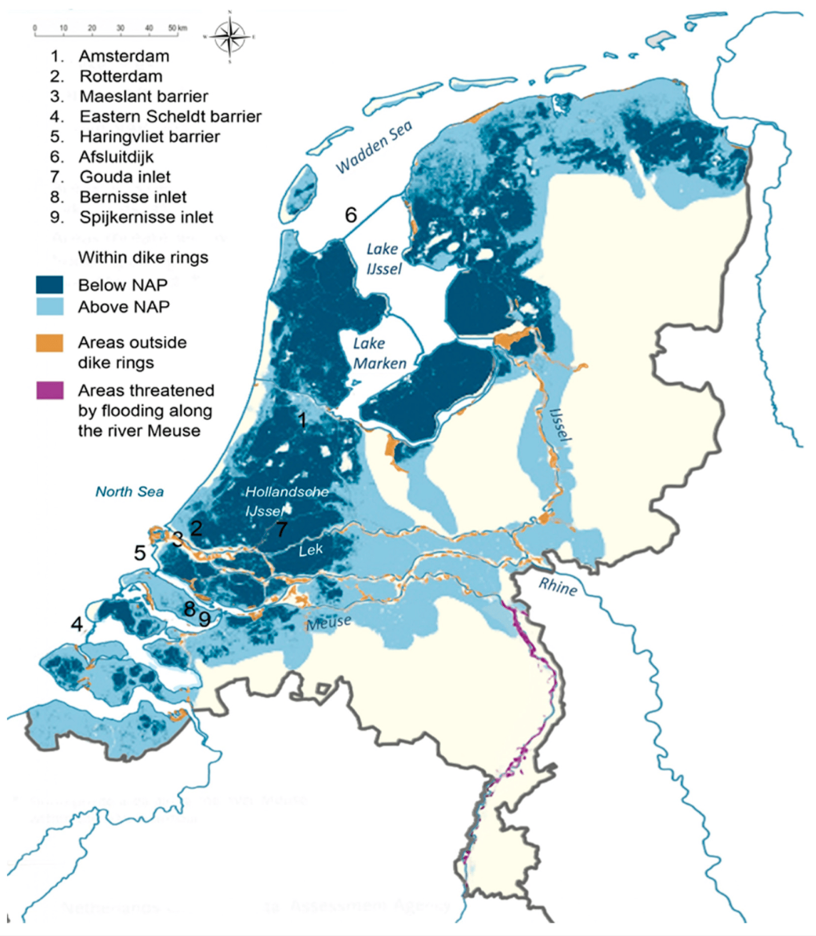 N
W
E
S
0 10 20 30 40 50 km
1. Amsterdam
2. Rotterdam
3. Maeslant barrier
4. Eastern Scheldt barrier
5. Haringvliet barrier
6. Afsluitdijk
7. Gouda inlet
8. Bernisse inlet
9. Spijkernisse inlet
Within dike rings
Below NAP
Above NAP
Areas outside
dike rings
Areas threatened
by flooding along
the river Meuse
Wadden Sea
6
Lake
IJssel
Lake
Marken
1
IJssel
North Sea
Hollandsche
IJssel
2
7
3
Lek
5
Rhine
8
9
4
Meuse